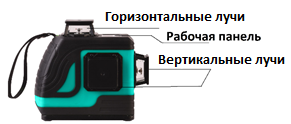 Горизонтальные лучи
Рабочая панель
Вертикальные лучи